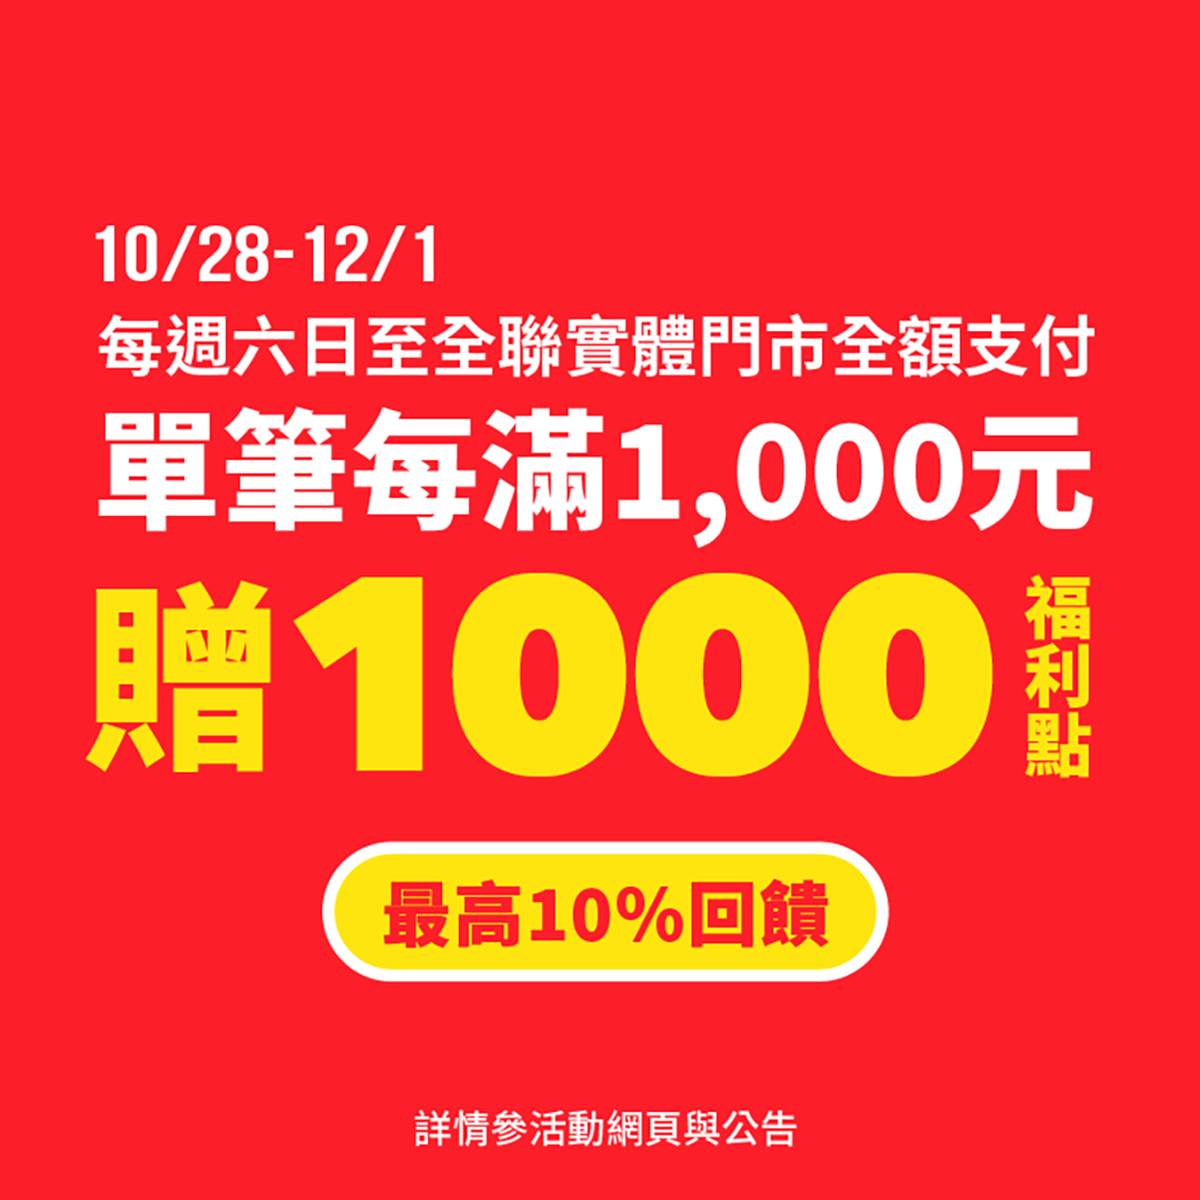 10/28-12/1
每週六日至全聯實體門市全額支付
單筆每滿1,000元
贈1000福利點
最高10%回饋
詳情參活動網頁與公告